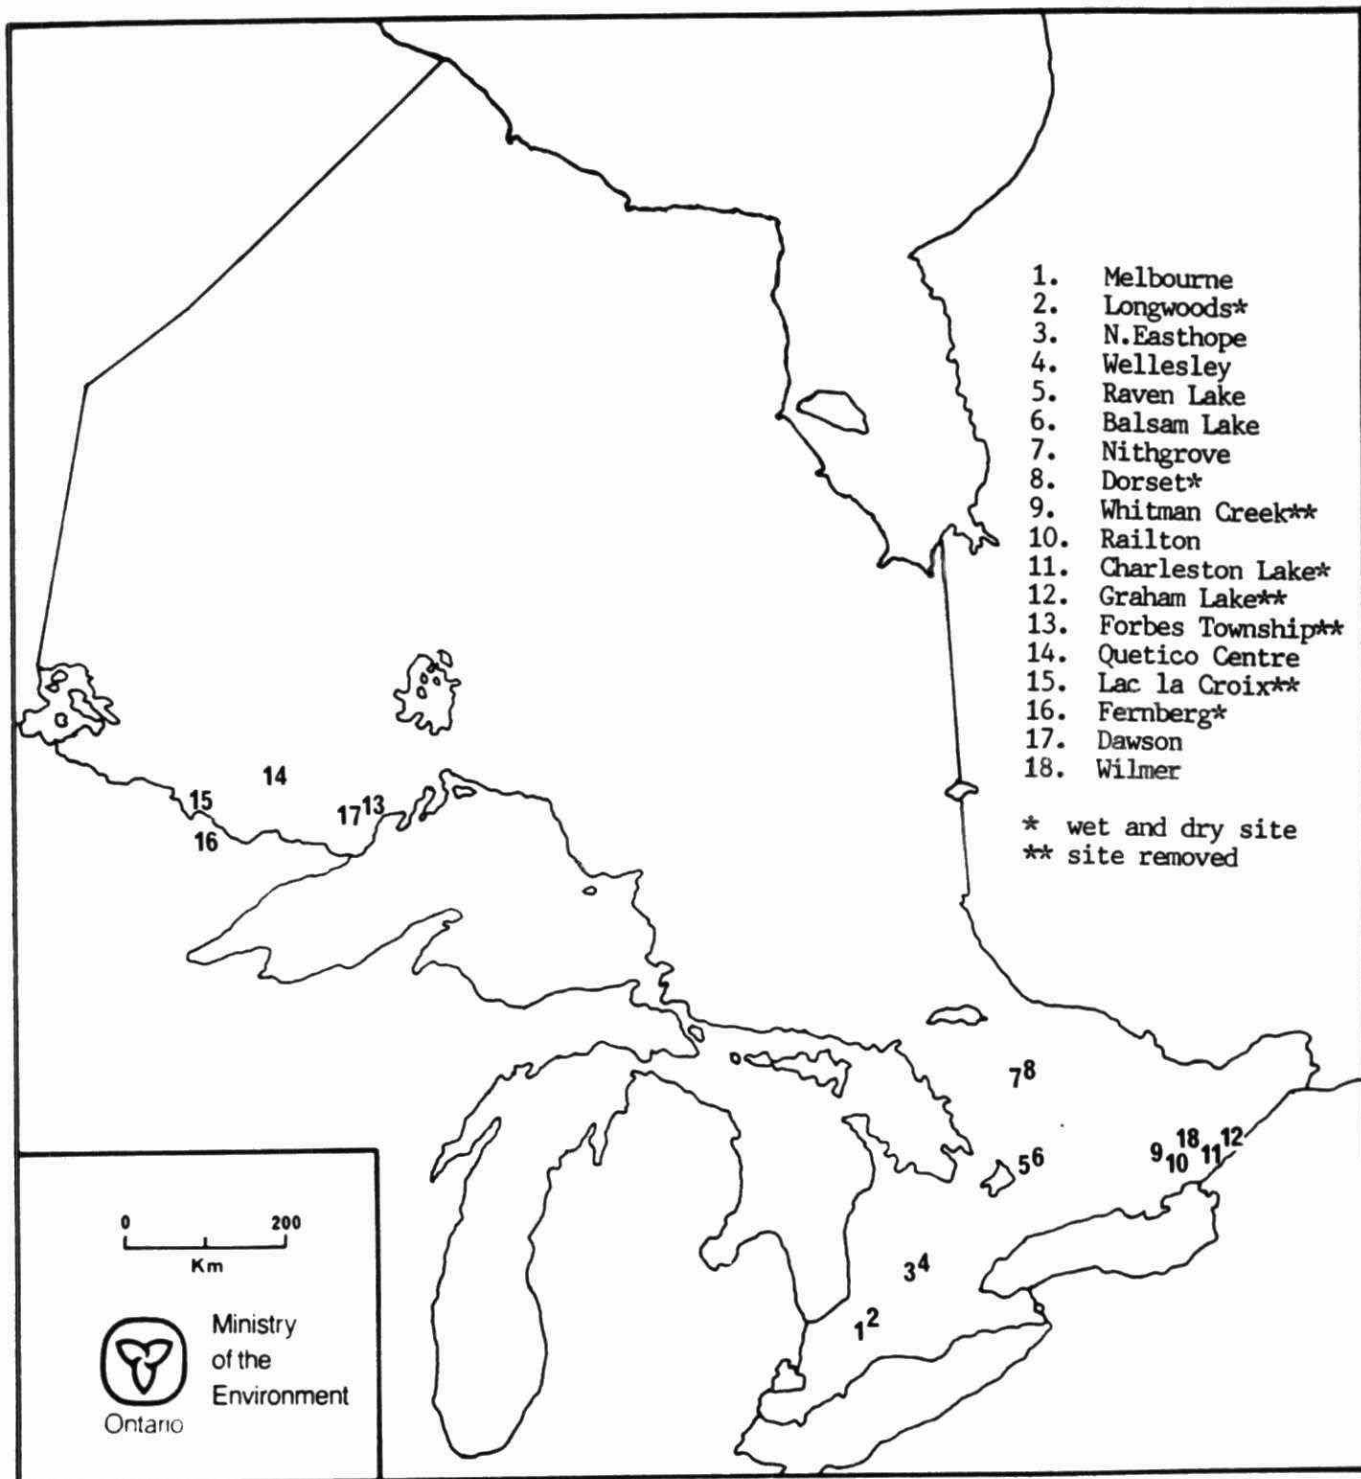 1. Melbourne
2. Longwoods*
3. N.Easthope
4. Wellesley
5. Raven Lake
6. Balsam Lake
7. Nithgrove
8. Dorset*
9. Whitman Creek**
10. Railton
11. Charleston Lake*
12. Graham Lake**
13. Forbes Township**
14. Quetico Centre
15. Lac la Croix**
16. Fernberg*
17. Dawson
18. Wilmer
* wet and dry site
** site removed
14
15
17 13
16
7 8
5 6
9 18 12
10 11
3 4
1 2
0 200
Km
Ministry
of the
Environment
Ontario